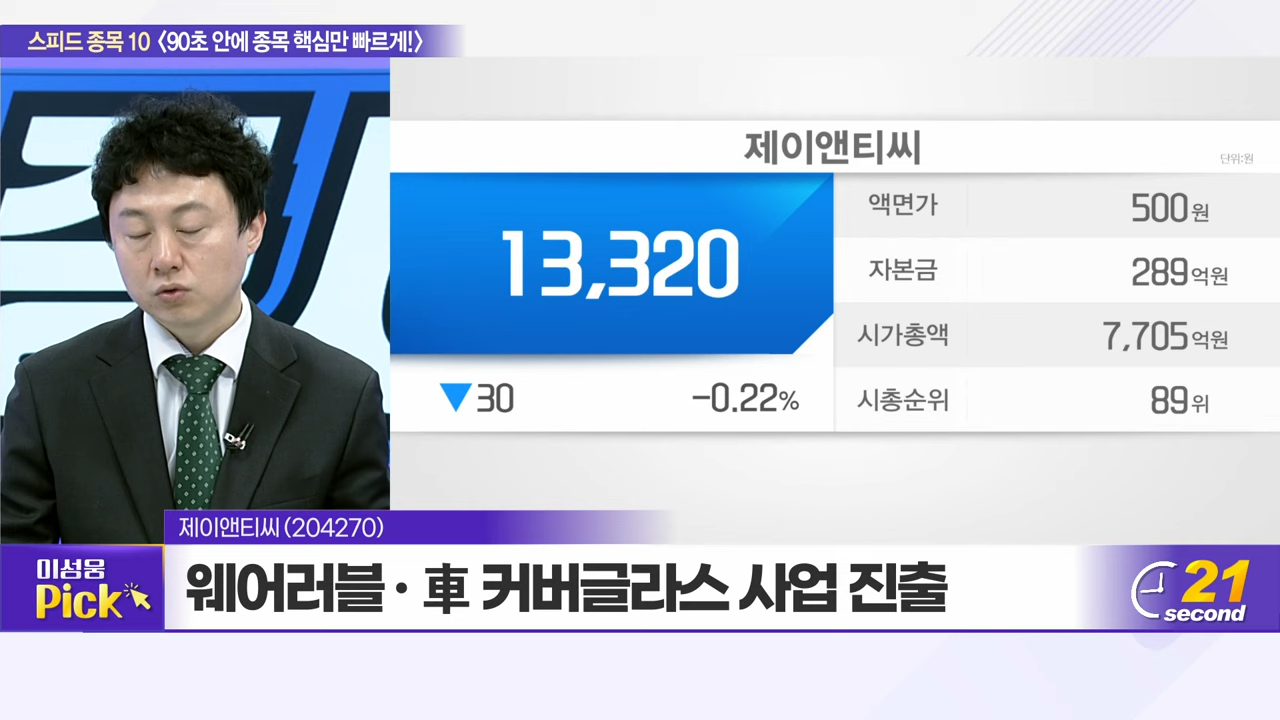 스피드 종목 10 <90초 안에 종목 핵심만 빠르게!>
제이앤티씨
단위:원
13,320
▼30 -0.22%
액면가 500원
자본금 289억원
시가총액 7,705억원
시총순위 89위
제이앤티씨(204270)
이성웅
Pick
웨어러블·車 커버글라스 사업 진출
21
second